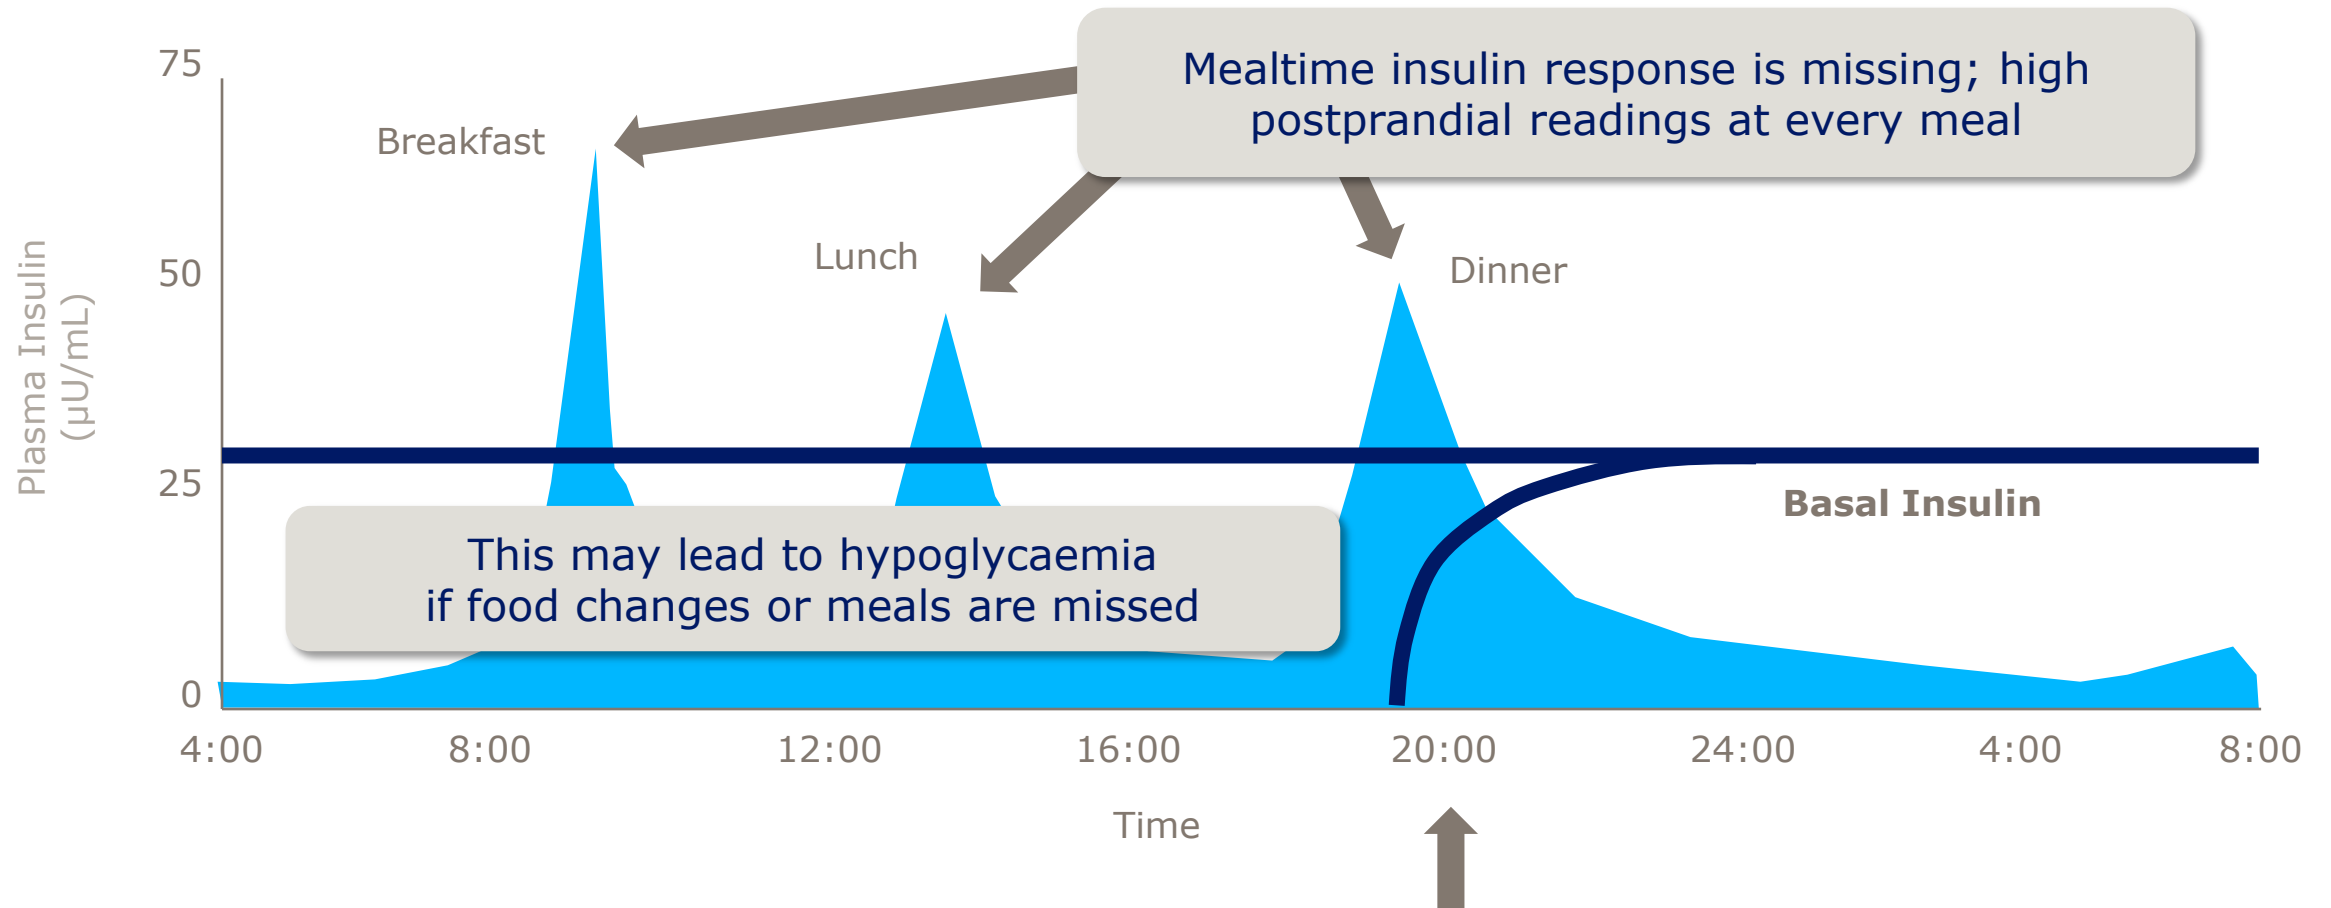 Mealtime insulin response is missing; high
postprandial readings at every meal
75
Breakfast
Lunch
Dinner
50
Plasma Insulin
(μU/mL)
25
Basal Insulin
This may lead to hypoglycaemia
if food changes or meals are missed
0
4:00 8:00 12:00 16:00 20:00 24:00 4:00 8:00
Time